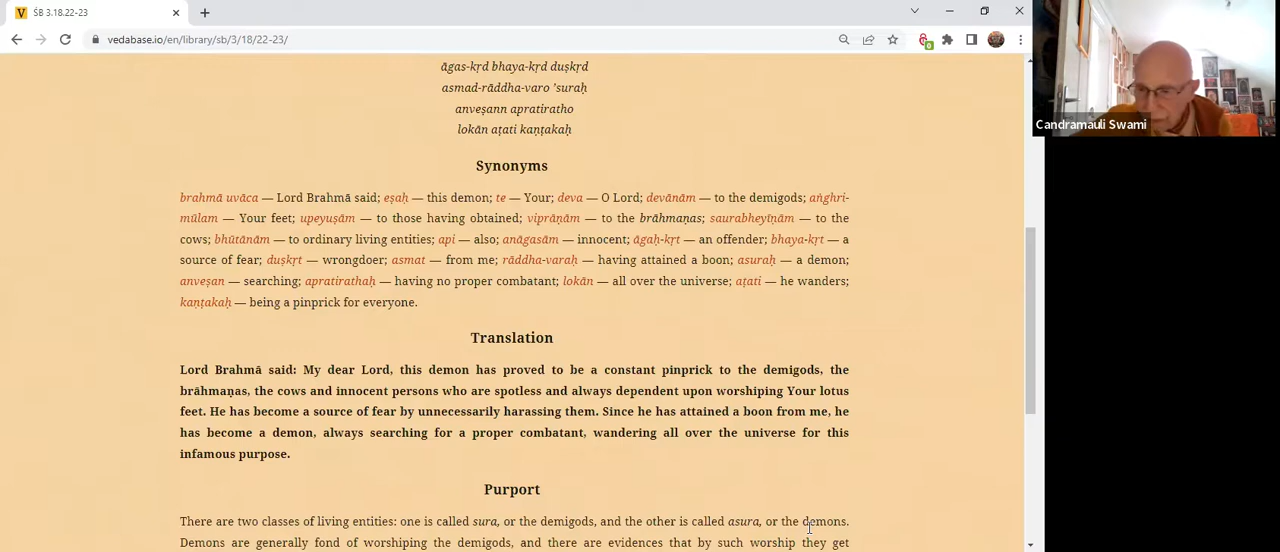 ŚB 3.18.22-23
vedabase.io/en/library/sb/3/18/22-23/
0
āgas-kṛd bhaya-kṛd duṣkṛd
asmad-rāddha-varo 'suraḥ
anveṣann apratiratho
lokān aṭati kaṇṭakaḥ
Synonyms
brahmā uvāca — Lord Brahmā said; eṣaḥ — this demon; te — Your; deva — O Lord; devānām — to the demigods; aṅghri-
mūlam — Your feet; upeyuṣām — to those having obtained; viprāṇām — to the brāhmaṇas; saurabheyīṇām — to the
cows; bhūtānām — to ordinary living entities; api — also; anāgasām — innocent; āgaḥ-kṛt — an offender; bhaya-kṛt — a
source of fear; duṣkṛt — wrongdoer; asmat — from me; rāddha-varaḥ — having attained a boon; asuraḥ — a demon;
anveṣan — searching; apratirathaḥ — having no proper combatant; lokān — all over the universe; aṭati — he wanders;
kaṇṭakaḥ — being a pinprick for everyone.
Translation
Lord Brahmā said: My dear Lord, this demon has proved to be a constant pinprick to the demigods, the
brāhmaṇas, the cows and innocent persons who are spotless and always dependent upon worshiping Your lotus
feet. He has become a source of fear by unnecessarily harassing them. Since he has attained a boon from me, he
has become a demon, always searching for a proper combatant, wandering all over the universe for this
infamous purpose.
Purport
There are two classes of living entities: one is called sura, or the demigods, and the other is called asura, or the demons.
Demons are generally fond of worshiping the demigods, and there are evidences that by such worship they get
Candramauli Swami